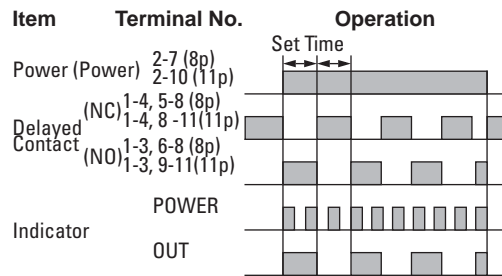 Item Terminal No. Operation
Set Time
Power (Power) 2-7 (8p)
2-10 (11p)
Delayed Contact (NC) 1-4, 5-8 (8p)
1-4, 8 -11(11p)
(NO) 1-3, 6-8 (8p)
1-3, 9-11(11p)
Indicator POWER
OUT